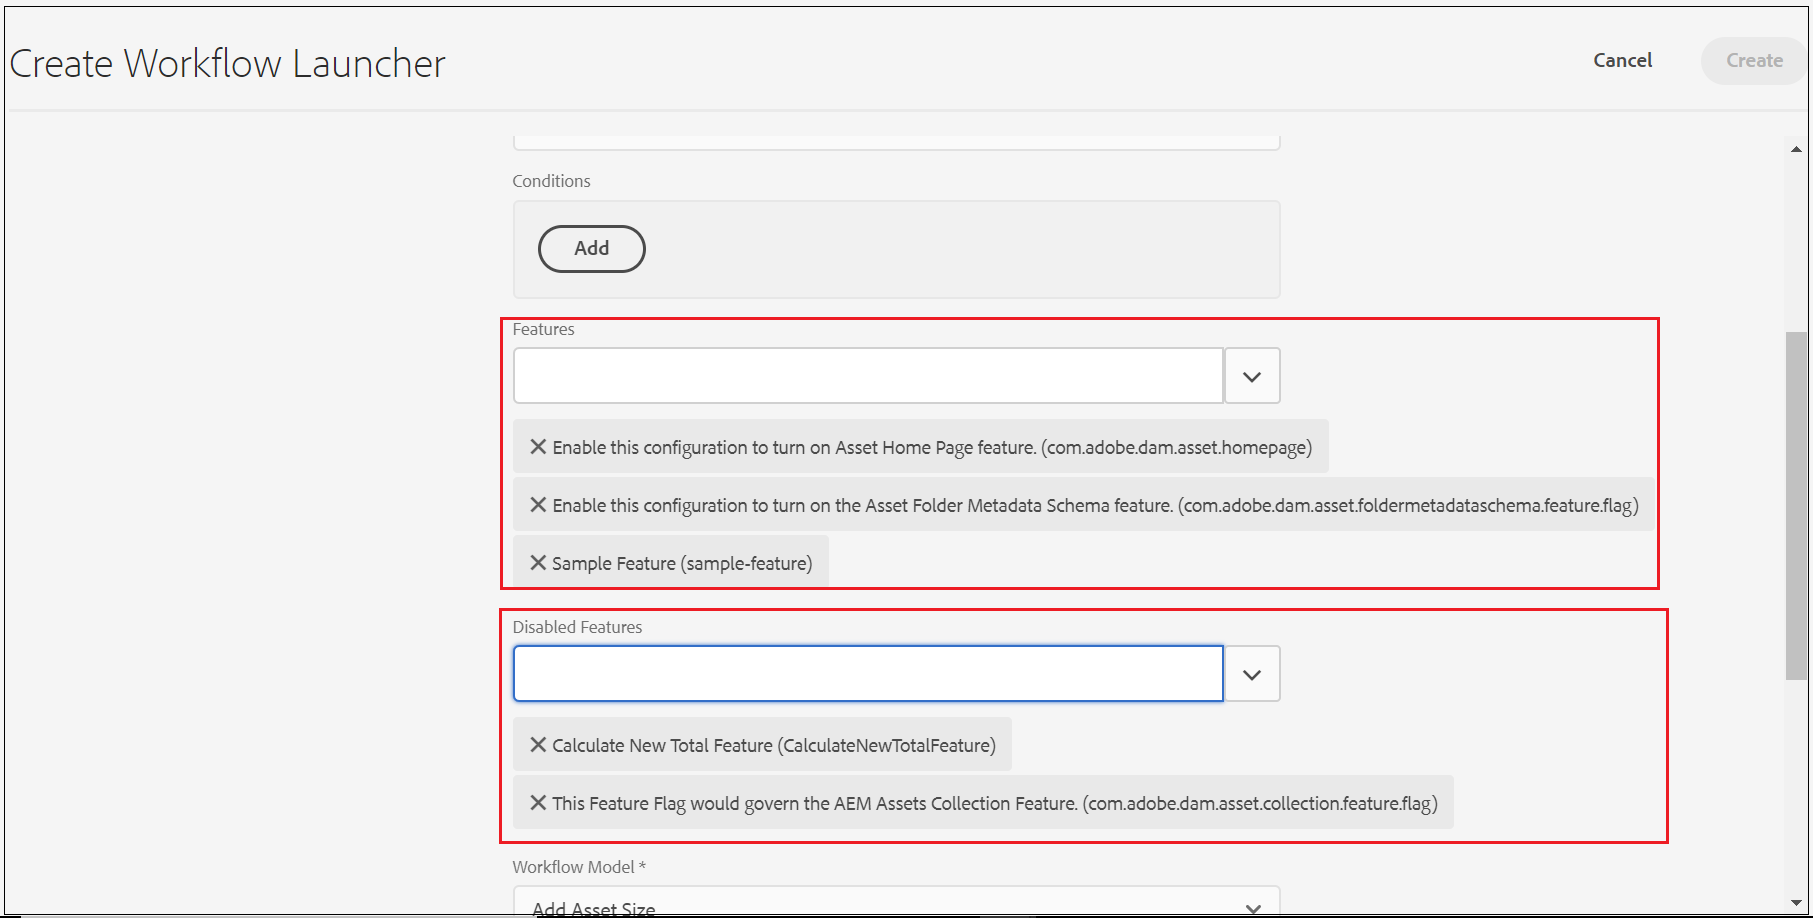 Create Workflow Launcher
Cancel
Create
Conditions
Add
Features
Enable this configuration to turn on Asset Home Page feature. (com.adobe.dam.asset.homepage)
Enable this configuration to turn on the Asset Folder Metadata Schema feature. (com.adobe.dam.asset.foldermetadataschema.feature.flag)
Sample Feature (sample-feature)
Disabled Features
Calculate New Total Feature (CalculateNewTotalFeature)
This Feature Flag would govern the AEM Assets Collection Feature. (com.adobe.dam.asset.collection.feature.flag)
Workflow Model *
Add Asset Size